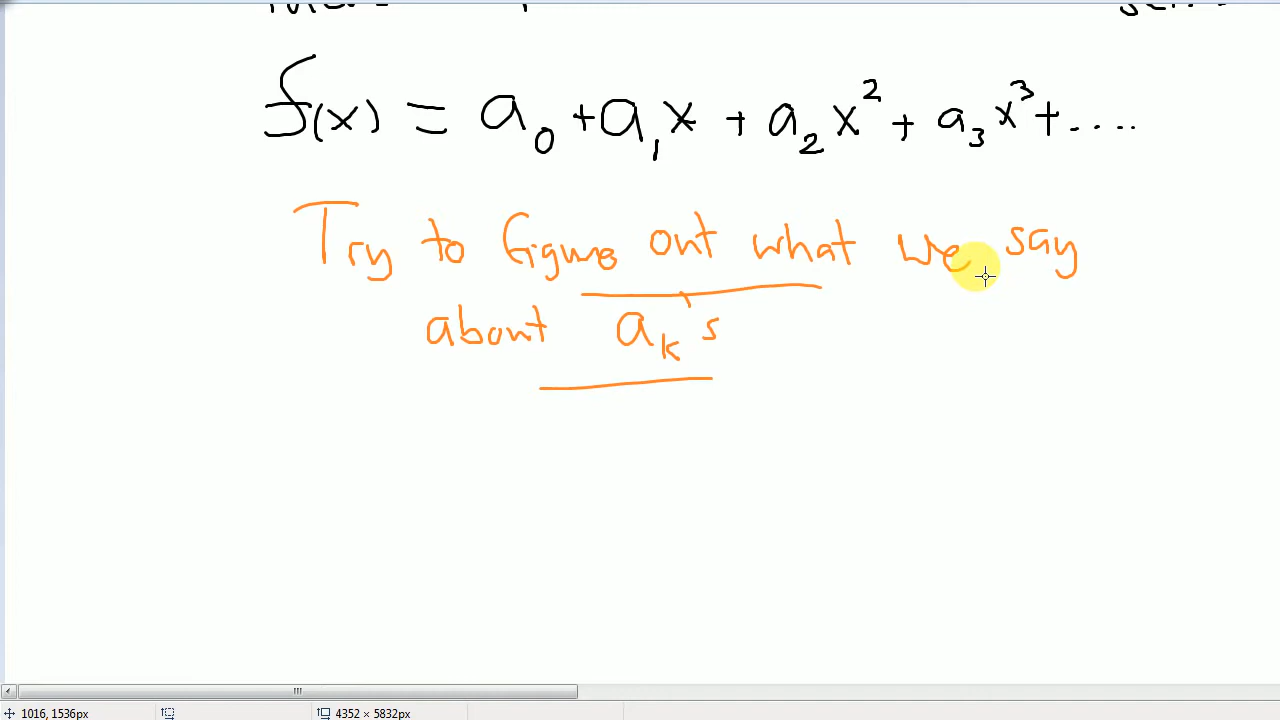 f(x) = a₀ + a₁x + a₂x² + a₃x³ + ....
Try to figure out what we say
about aₖ's
1016, 1536px 4352 × 5832px